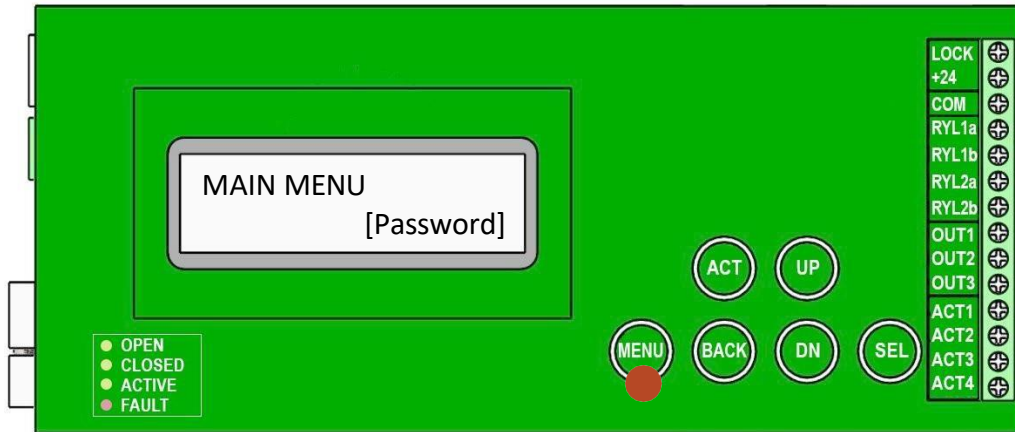 MAIN MENU
[Password]
OPEN
CLOSED
ACTIVE
FAULT
ACT
UP
MENU
BACK
DN
SEL
LOCK
+24
COM
RYL1a
RYL1b
RYL2a
RYL2b
OUT1
OUT2
OUT3
ACT1
ACT2
ACT3
ACT4